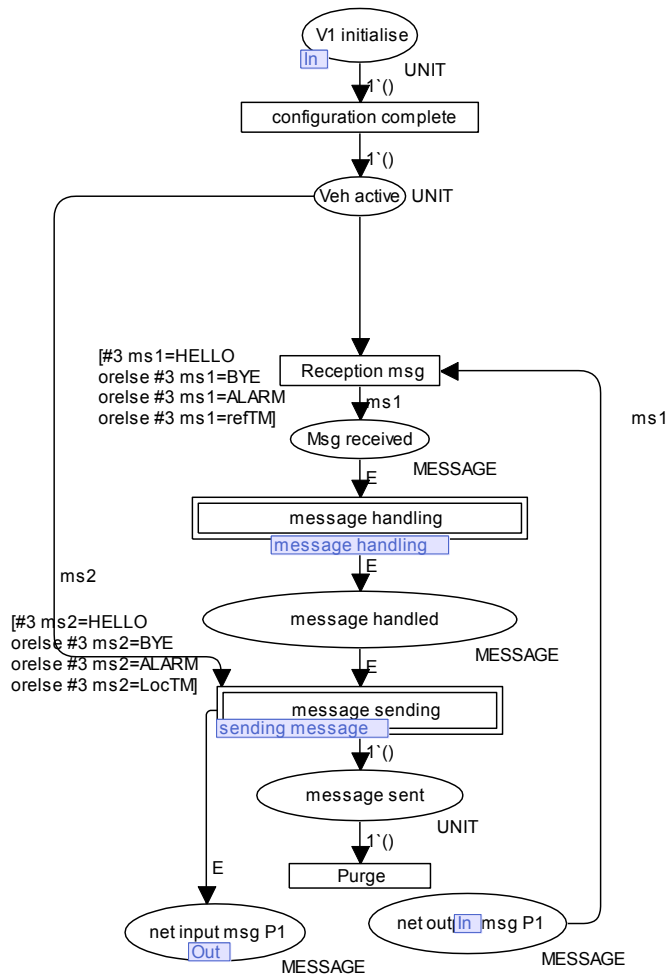 V1 initialise
In
UNIT
1`()
configuration complete
1`()
Veh active
UNIT
[#3 ms1=HELLO
orelse #3 ms1=BYE
orelse #3 ms1=ALARM
orelse #3 ms1=refTM]
Reception msg
ms1
ms1
Msg received
MESSAGE
E
message handling
message handling
E
ms2
message handled
MESSAGE
[#3 ms2=HELLO
orelse #3 ms2=BYE
orelse #3 ms2=ALARM
orelse #3 ms2=LocTM]
E
message sending
sending message
1`()
message sent
UNIT
1`()
Purge
E
net input msg P1
Out
MESSAGE
net out In msg P1
MESSAGE